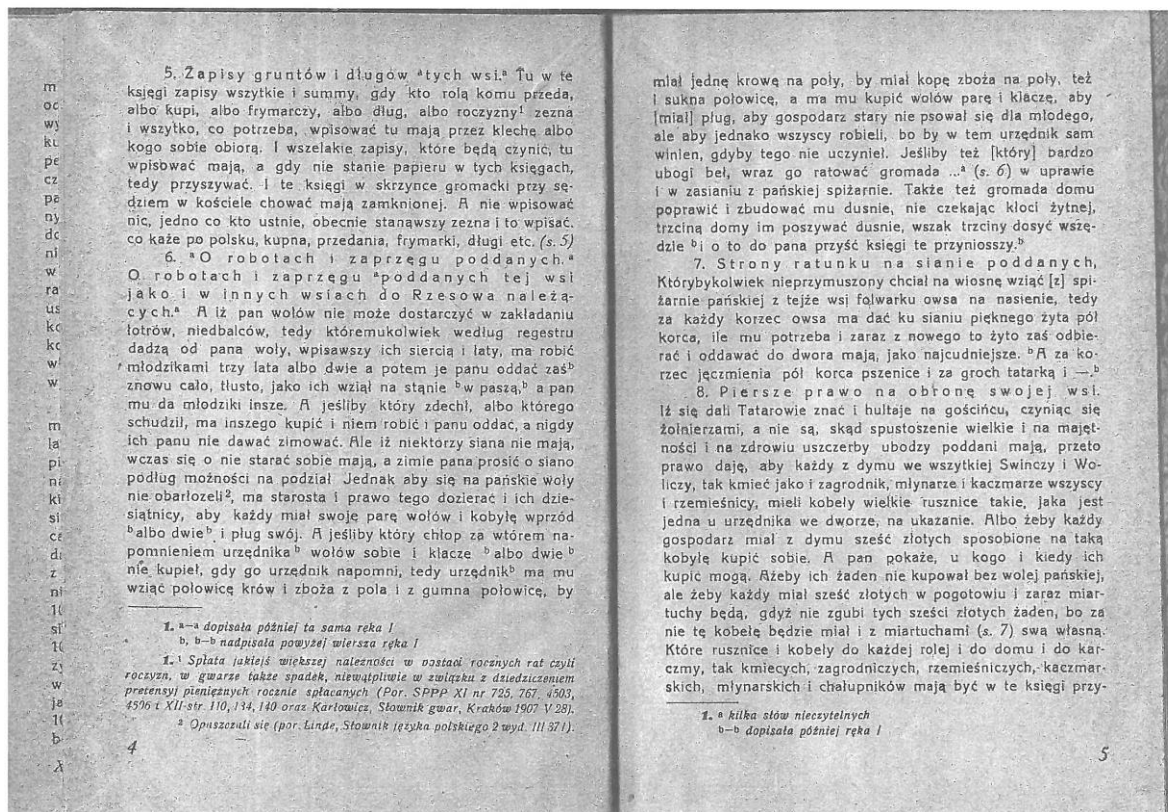 5. Zapisy gruntów i długów ªtych wsi.ª Tu w te
księgi zapisy wszytkie i summy, gdy kto rolą komu przeda,
albo kupi, albo frymarczy, albo dług, albo roczyzny¹ zezna
i wszytko, co potrzeba, wpisować tu mają przez klechę albo
kogo sobie obiorą. I wszelakie zapisy, które będą czynić, tu
wpisować mają, a gdy nie stanie papieru w tych księgach,
tedy przyszywać. I te księgi w skrzynce gromacki przy sę-
dziem w kościele chować mają zamknionej. A nie wpisować
nic, jedno co kto ustnie, obecnie stanąwszy zezna i to wpisać,
co każe po polsku, kupna, przedania, frymarki, długi etc. (s. 5)
6. ªO robotach i zaprzęgu poddanych.ª
O robotach i zaprzęgu ªpoddanych tej wsi
jako i w innych wsiach do Rzesowa należą-
cych.ª A iż pan wołów nie może dostarczyć w zakładaniu
łotrów, niedbalców, tedy któremukolwiek według regestru
dadzą od pana woły, wpisawszy ich siercią i laty, ma robić
młodzikami trzy lata albo dwie a potem je panu oddać zaśᵇ
znowu cało, tłusto, jako ich wziął na stanie ᵇw paszą,ᵇ a pan
mu da młodziki insze. A jeśliby który zdechł, albo którego
schudził, ma inszego kupić i niem robić i panu oddać, a nigdy
ich panu nie dawać zimować. Ale iż niektórzy siana nie mają,
wczas się o nie starać sobie mają, a zimie pana prosić o siano
podług możności na podział Jednak aby się na pańskie woły
nie obarłozeli², ma starosta i prawo tego dozierać i ich dzie-
siątnicy, aby każdy miał swoję parę wołów i kobyłę wprzód
ᵇalbo dwieᵇ i pług swój. A jeśliby który chłop za wtórem na-
pomnieniem urzędnikaᵇ wołów sobie i klacze ᵇalbo dwieᵇ
nie kupieł, gdy go urzędnik napomni, tedy urzędnikᵇ ma mu
wziąć połowicę krów i zboża z pola i z gumna połowicę, by
1. ª—ª dopisała później ta sama ręka I
b, b—b nadpisała powyżej wiersza ręka I
1. ¹ Spłata jakiejś większej należności w postaci rocznych rat czyli
roczyzn, w gwarze także spadek, niewątpliwie w związku z dziedziczeniem
pretensyj pieniężnych rocznie spłacanych (Por. SPPP XI nr 725, 767, 4503,
4506 i XII str. 110, 134, 140 oraz Karłowicz, Słownik gwar, Kraków 1907 V 28).
² Opuszczali się (por. Linde, Słownik języka polskiego 2 wyd. III 371).
4
miał jednę krowę na poły, by miał kopę zboża na poły, też
i sukna połowicę, a ma mu kupić wołów parę i klaczę, aby
[miał] pług, aby gospodarz stary nie psował się dla młodego,
ale aby jednako wszyscy robieli, bo by w tem urzędnik sam
winien, gdyby tego nie uczynieł. Jeśliby też [który] bardzo
ubogi beł, wraz go ratować gromada ...ª (s. 6) w uprawie
i w zasianiu z pańskiej spiżarnie. Także też gromada domu
poprawić i zbudować mu dusnie, nie czekając kłoci żytnej,
trzciną domy im poszywać dusnie, wszak trzciny dosyć wszę-
dzie ᵇi o to do pana przyść księgi te przyniosszy.ᵇ
7. Strony ratunku na sianie poddanych,
Którybykolwiek nieprzymuszony chciał na wiosnę wziąć [z] spi-
żarnie pańskiej z tejże wsi folwarku owsa na nasienie, tedy
za każdy korzec owsa ma dać ku sianiu pięknego żyta pół
korca, ile mu potrzeba i zaraz z nowego to żyto zaś odbie-
rać i oddawać do dwora mają, jako najcudniejsze. ᵇA za ko-
rzec jęczmienia pół korca pszenice i za groch tatarką i —.ᵇ
8. Piersze prawo na obronę swojej wsi.
Iż się dali Tatarowie znać i hultaje na gościńcu, czyniąc się
żołnierzami, a nie są, skąd spustoszenie wielkie i na majęt-
ności i na zdrowiu uszczerby ubodzy poddani mają, przeto
prawo daję, aby każdy z dymu we wszytkiej Swinczy i Wo-
liczy, tak kmieć jako i zagrodnik, młynarze i kaczmarze wszyscy
i rzemieśnicy, mieli kobeły wielkie rusznice takie, jaka jest
jedna u urzędnika we dworze, na ukazanie. Albo żeby każdy
gospodarz miał z dymu sześć złotych sposobione na taką
kobyłę kupić sobie. A pan pokaże, u kogo i kiedy ich
kupić mogą. Ażeby ich żaden nie kupował bez wolej pańskiej,
ale żeby każdy miał sześć złotych w pogotowiu i zaraz miar-
tuchy będą, gdyż nie zgubi tych sześci złotych żaden, bo za
nie tę kobełę będzie miał i z miartuchami (s. 7) swą własną.
Które rusznice i kobeły do każdej rolej i do domu i do kar-
czmy, tak kmiecych, zagrodniczych, rzemieśniczych, kaczmar-
skich, młynarskich i chałupników mają być w te księgi przy-
1. ª kilka słów nieczytelnych
b—b dopisała później ręka I
5